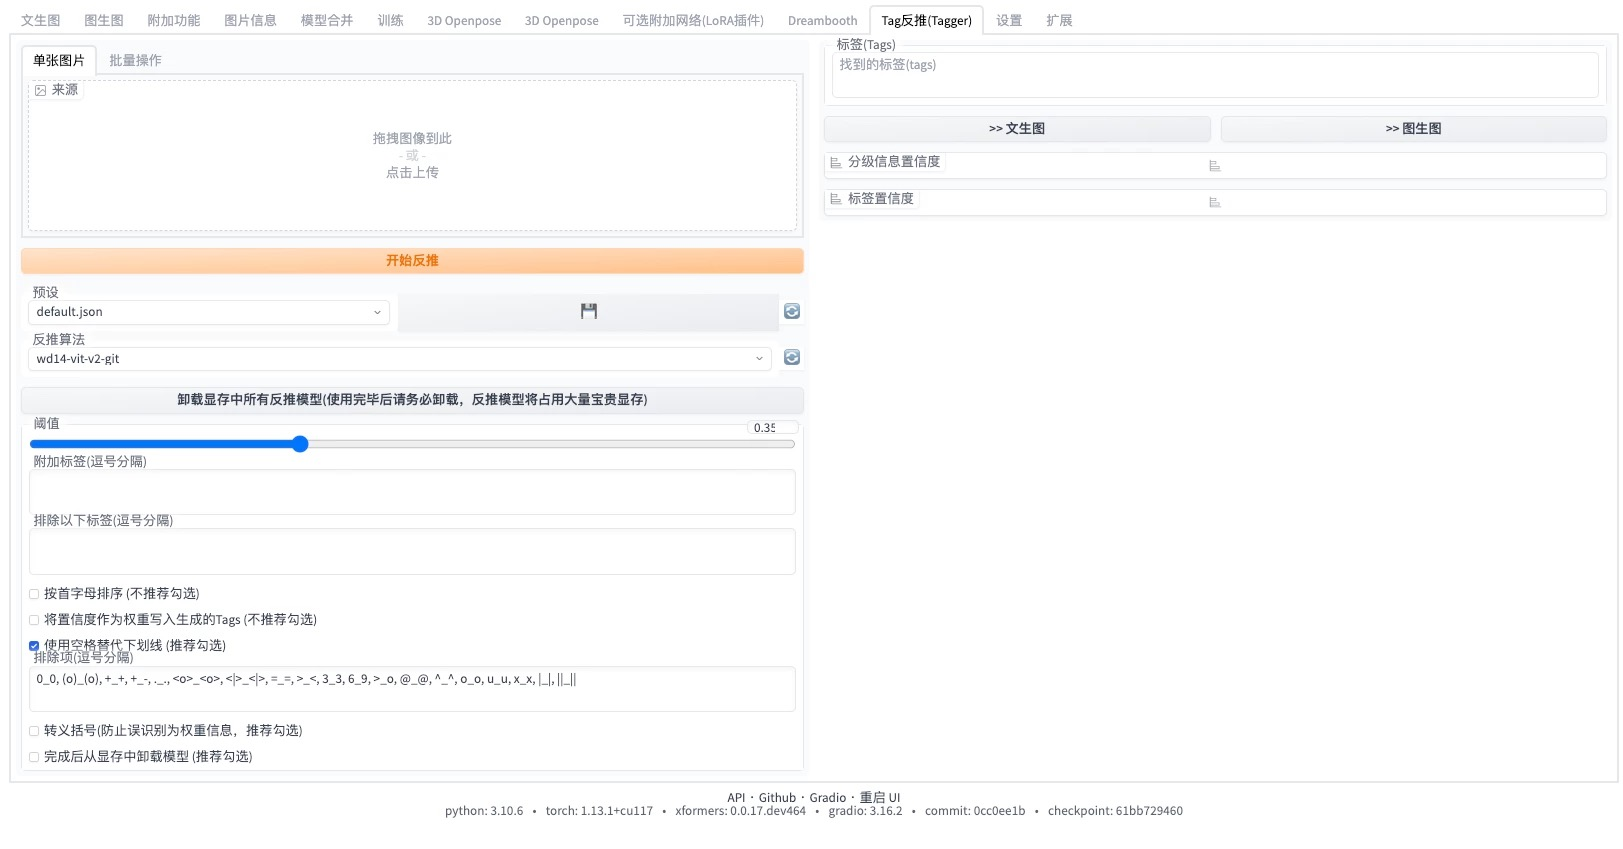 文生图 图生图 附加功能 图片信息 模型合并 训练 3D Openpose 3D Openpose 可选附加网络(LoRA插件) Dreambooth Tag反推(Tagger) 设置 扩展
单张图片 批量操作
来源
拖拽图像到此
- 或 -
点击上传
开始反推
预设
default.json
反推算法
wd14-vit-v2-git
卸载显存中所有反推模型(使用完毕后请务必卸载，反推模型将占用大量宝贵显存)
阈值
0.35
附加标签(逗号分隔)
排除以下标签(逗号分隔)
按首字母排序 (不推荐勾选)
将置信度作为权重写入生成的Tags (不推荐勾选)
使用空格替代下划线 (推荐勾选)
排除项(逗号分隔)
0_0, (o)_(o), +_+, +_-, ._., <o>_<o>, <|>_<|>, =_=, >_<, 3_3, 6_9, >_o, @_@, ^_^, o_o, u_u, x_x, |_|, ||_||
转义括号(防止误识别为权重信息，推荐勾选)
完成后从显存中卸载模型 (推荐勾选)
标签(Tags)
找到的标签(tags)
>> 文生图 >> 图生图
分级信息置信度
标签置信度
API · Github · Gradio · 重启 UI
python: 3.10.6 • torch: 1.13.1+cu117 • xformers: 0.0.17.dev464 • gradio: 3.16.2 • commit: 0cc0ee1b • checkpoint: 61bb729460